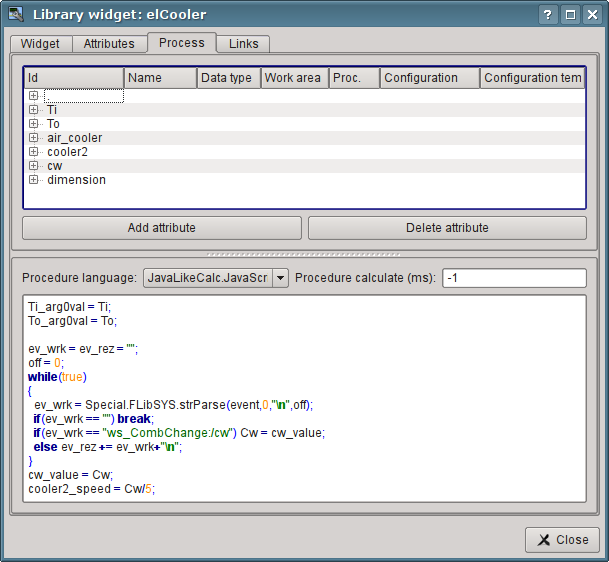 Library widget: elCooler
Widget Attributes Process Links
Id Name Data type Work area Proc. Configuration Configuration tem
.
Ti
To
air_cooler
cooler2
cw
dimension
Add attribute Delete attribute
Procedure language: JavaLikeCalc.JavaScr Procedure calculate (ms): -1
Ti_arg0val = Ti;
To_arg0val = To;
ev_wrk = ev_rez = "";
off = 0;
while(true)
{
ev_wrk = Special.FLibSYS.strParse(event,0,"\n",off);
if(ev_wrk == "") break;
if(ev_wrk == "ws_CombChange:/cw") Cw = cw_value;
else ev_rez += ev_wrk+"\n";
}
cw_value = Cw;
cooler2_speed = Cw/5;
Close